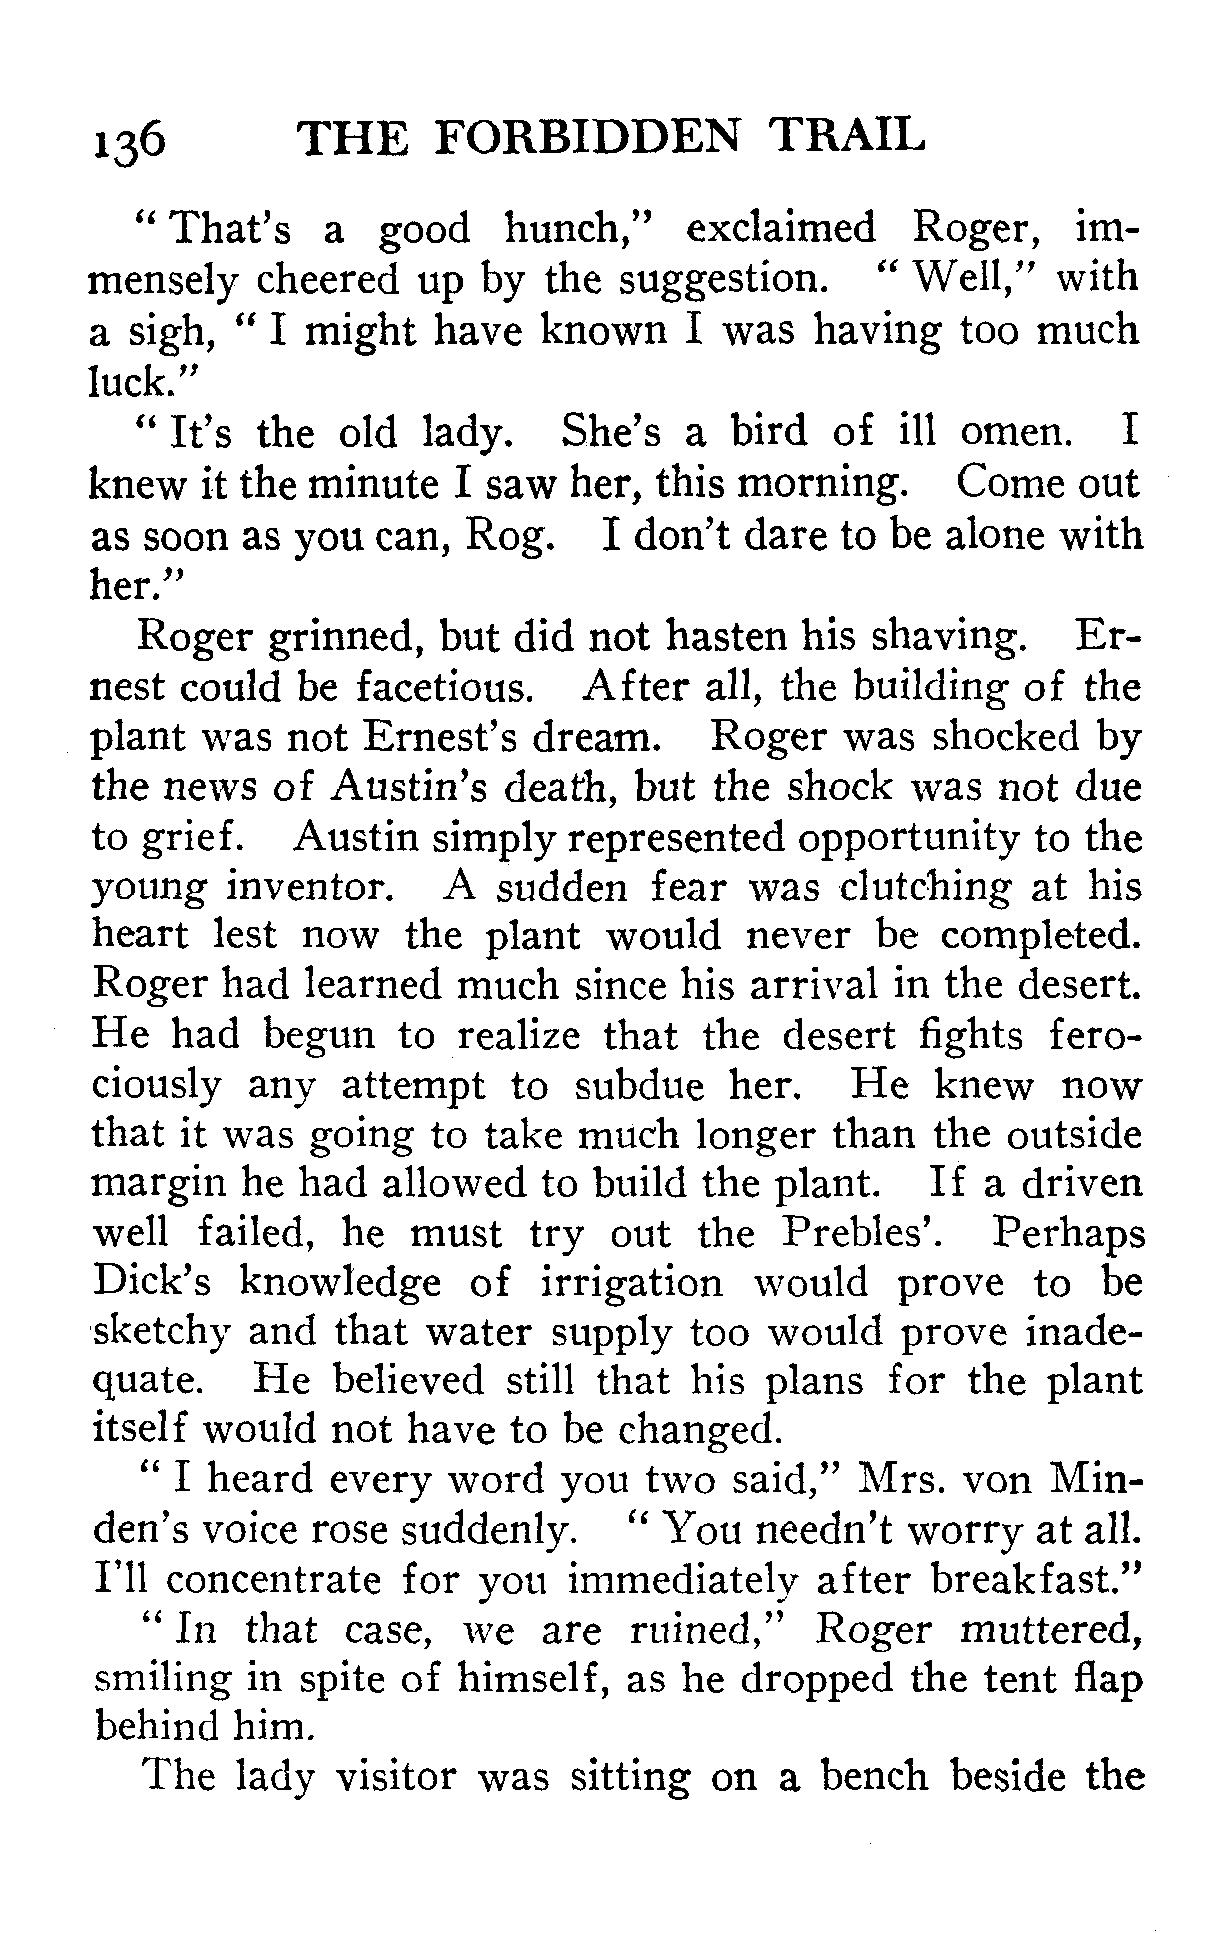 136 THE FORBIDDEN TRAIL
" That's a good hunch," exclaimed Roger, im-
mensely cheered up by the suggestion. " Well," with
a sigh, " I might have known I was having too much
luck."
" It's the old lady. She's a bird of ill omen. I
knew it the minute I saw her, this morning. Come out
as soon as you can, Rog. I don't dare to be alone with
her."
Roger grinned, but did not hasten his shaving. Er-
nest could be facetious. After all, the building of the
plant was not Ernest's dream. Roger was shocked by
the news of Austin's death, but the shock was not due
to grief. Austin simply represented opportunity to the
young inventor. A sudden fear was clutching at his
heart lest now the plant would never be completed.
Roger had learned much since his arrival in the desert.
He had begun to realize that the desert fights fero-
ciously any attempt to subdue her. He knew now
that it was going to take much longer than the outside
margin he had allowed to build the plant. If a driven
well failed, he must try out the Prebles'. Perhaps
Dick's knowledge of irrigation would prove to be
sketchy and that water supply too would prove inade-
quate. He believed still that his plans for the plant
itself would not have to be changed.
" I heard every word you two said," Mrs. von Min-
den's voice rose suddenly. " You needn't worry at all.
I'll concentrate for you immediately after breakfast."
" In that case, we are ruined," Roger muttered,
smiling in spite of himself, as he dropped the tent flap
behind him.
The lady visitor was sitting on a bench beside the